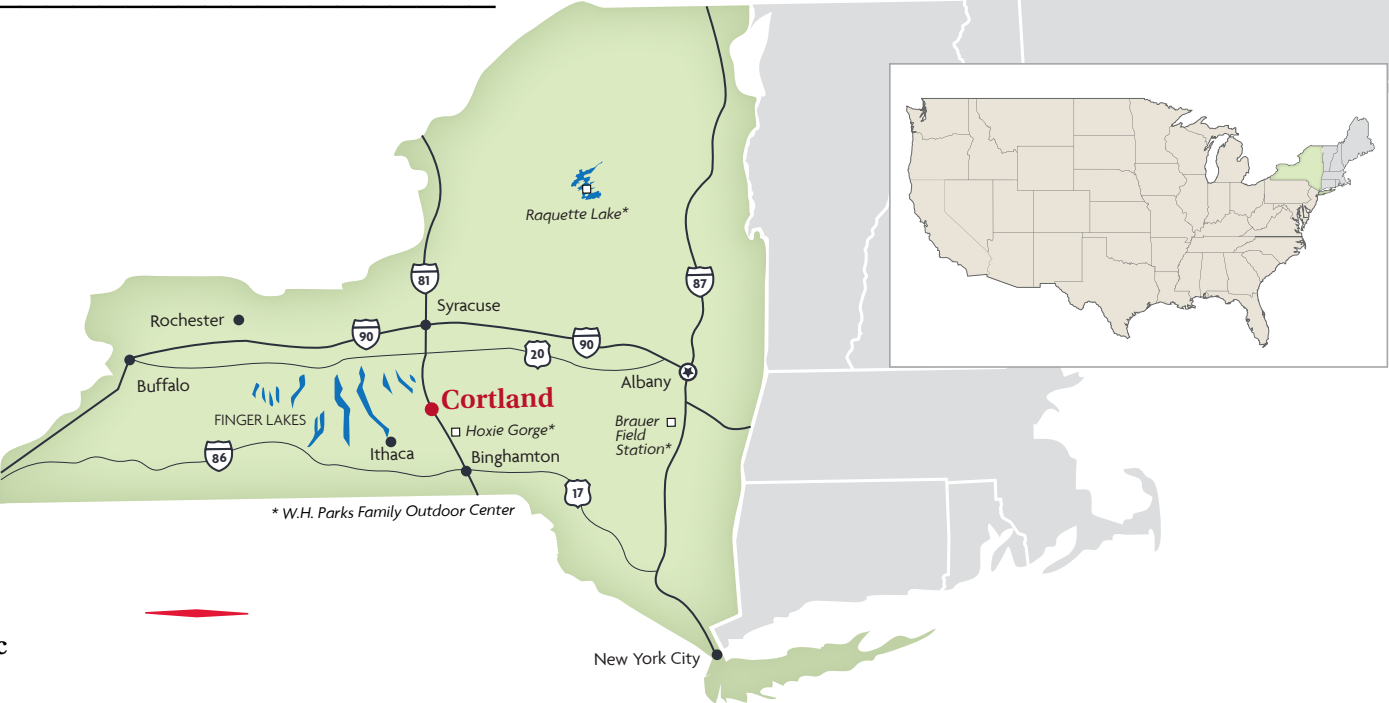 Raquette Lake*
81
87
Syracuse
Rochester
90
90
20
Buffalo
Albany
Cortland
FINGER LAKES
Brauer
Field
Station*
Hoxie Gorge*
Ithaca
Binghamton
86
17
* W.H. Parks Family Outdoor Center
c
New York City